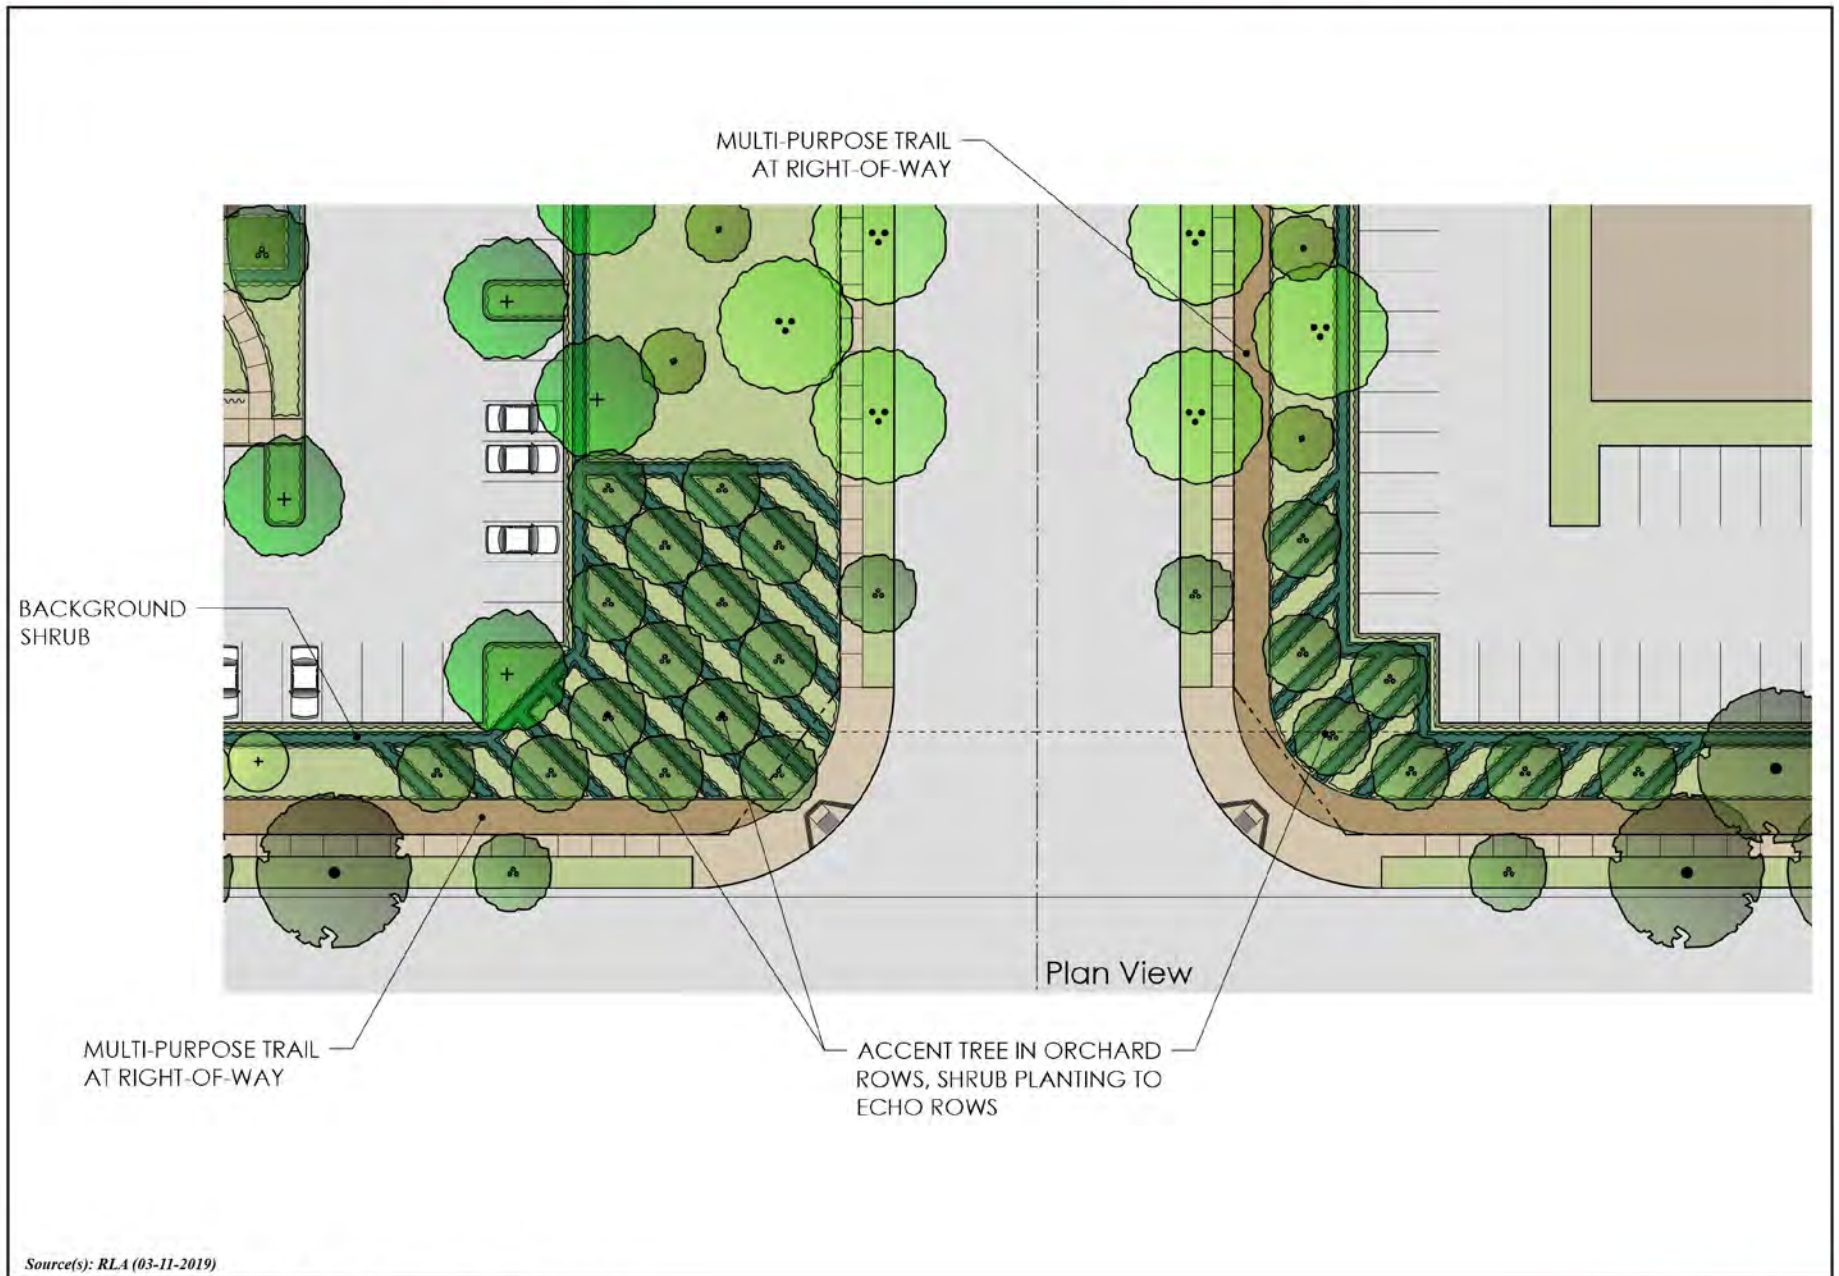 MULTI-PURPOSE TRAIL
AT RIGHT-OF-WAY
BACKGROUND
SHRUB
Plan View
MULTI-PURPOSE TRAIL
AT RIGHT-OF-WAY
ACCENT TREE IN ORCHARD
ROWS, SHRUB PLANTING TO
ECHO ROWS
Source(s): RLA (03-11-2019)